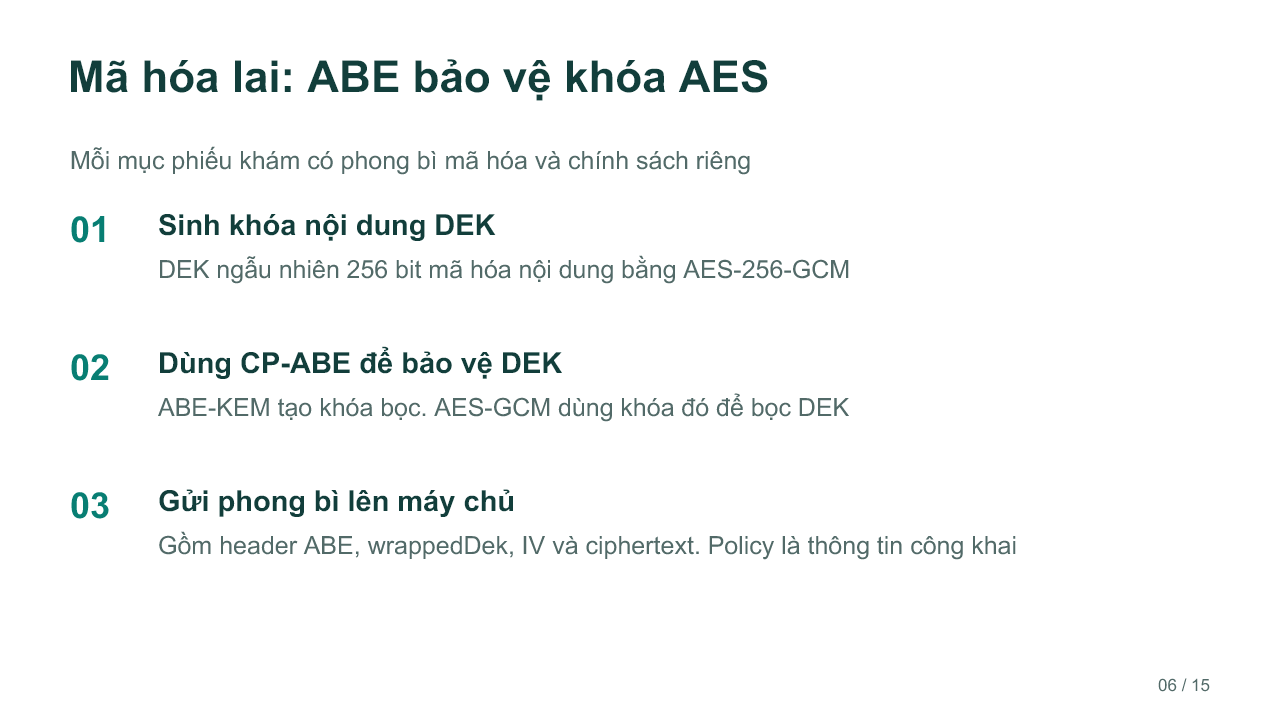 Mã hóa lai: ABE bảo vệ khóa AES
Mỗi mục phiếu khám có phong bì mã hóa và chính sách riêng
01
Sinh khóa nội dung DEK
DEK ngẫu nhiên 256 bit mã hóa nội dung bằng AES-256-GCM
02
Dùng CP-ABE để bảo vệ DEK
ABE-KEM tạo khóa bọc. AES-GCM dùng khóa đó để bọc DEK
03
Gửi phong bì lên máy chủ
Gồm header ABE, wrappedDek, IV và ciphertext. Policy là thông tin công khai
06 / 15